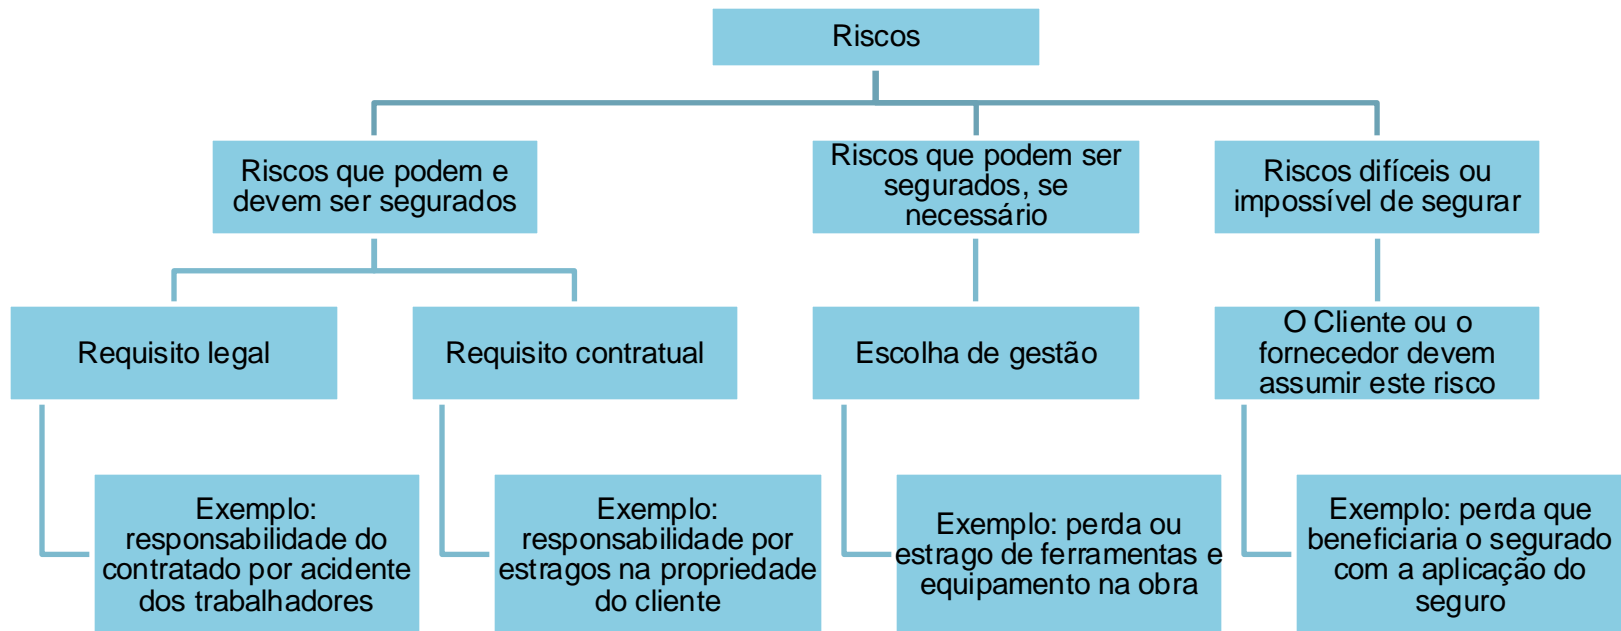 Riscos
Riscos que podem e
devem ser segurados
Riscos que podem ser
segurados, se
necessário
Riscos difíceis ou
impossível de segurar
Requisito legal
Requisito contratual
Escolha de gestão
O Cliente ou o
fornecedor devem
assumir este risco
Exemplo:
responsabilidade do
contratado por acidente
dos trabalhadores
Exemplo:
responsabilidade por
estragos na propriedade
do cliente
Exemplo: perda ou
estrago de ferramentas e
equipamento na obra
Exemplo: perda que
beneficiaria o segurado
com a aplicação do
seguro